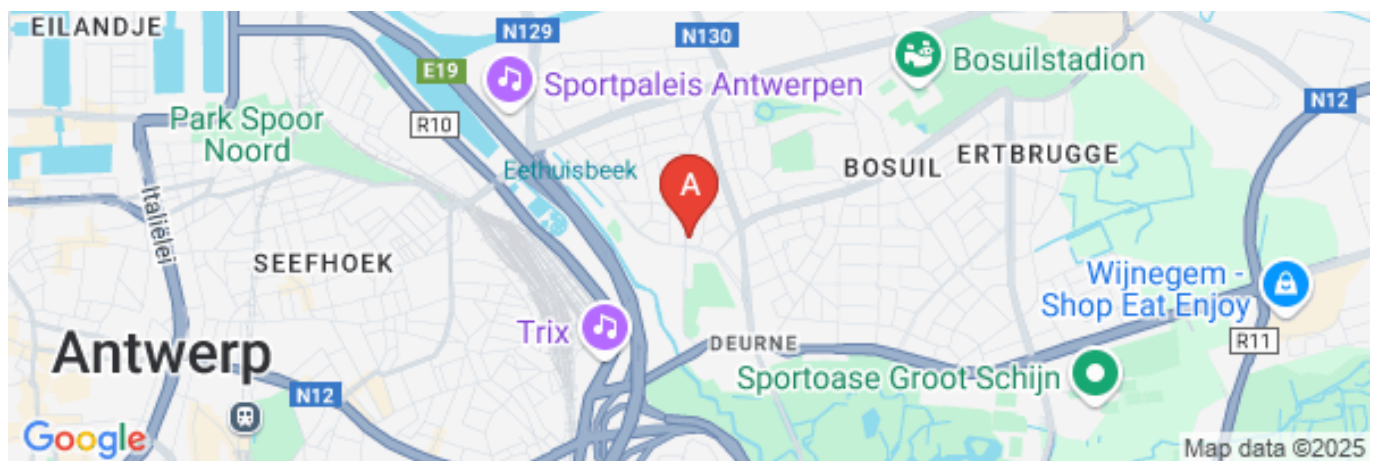 EILANDJE
N129
N130
E19
Sportpaleis Antwerpen
Bosuilstadion
N12
Park Spoor
Noord
R10
Eethuisbeek
A
BOSUIL
ERTBRUGGE
Italiëlei
SEEFHOEK
Wijnegem -
Shop Eat Enjoy
Trix
DEURNE
R11
Antwerp
Sportoase Groot Schijn
N12
Google
Map data ©2025